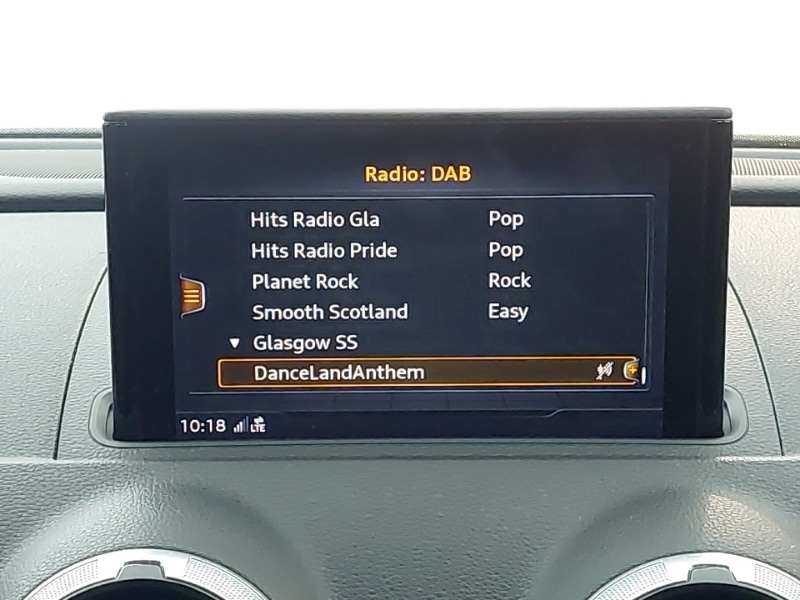 Radio: DAB
Hits Radio Gla Pop
Hits Radio Pride Pop
Planet Rock Rock
Smooth Scotland Easy
Glasgow SS
DanceLandAnthem
10:18 LTE